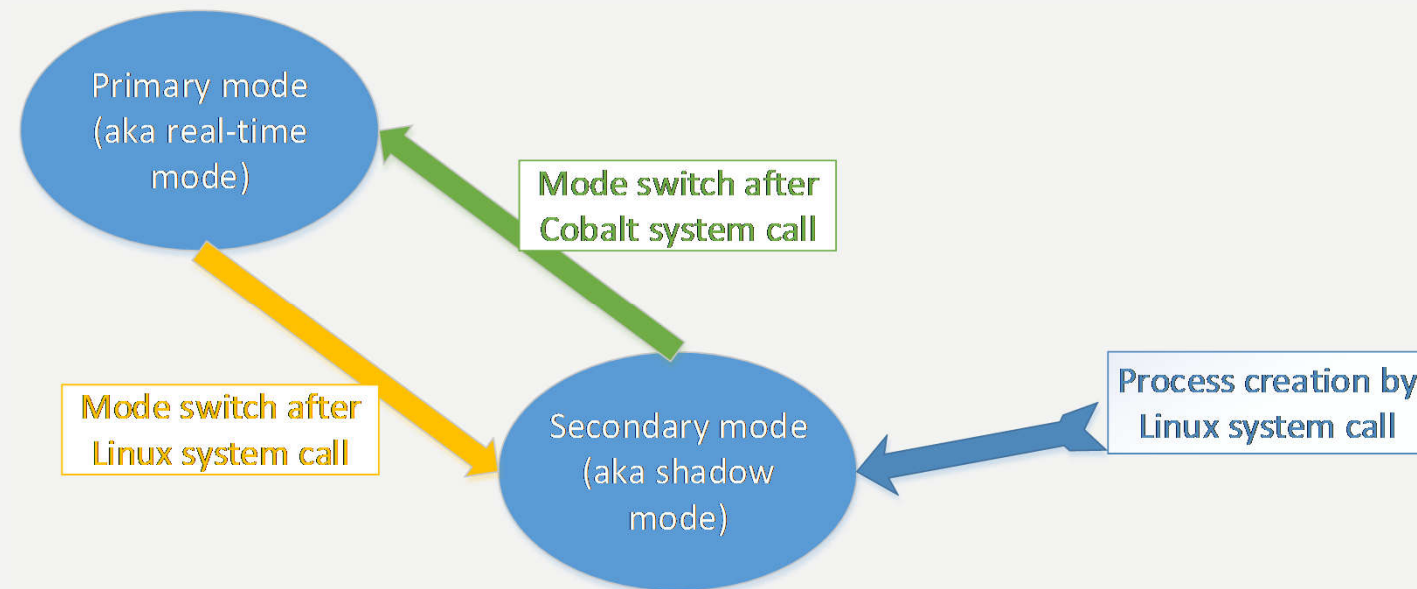 Primary mode
(aka real-time
mode)
Mode switch after
Cobalt system call
Mode switch after
Linux system call
Secondary mode
(aka shadow
mode)
Process creation by
Linux system call